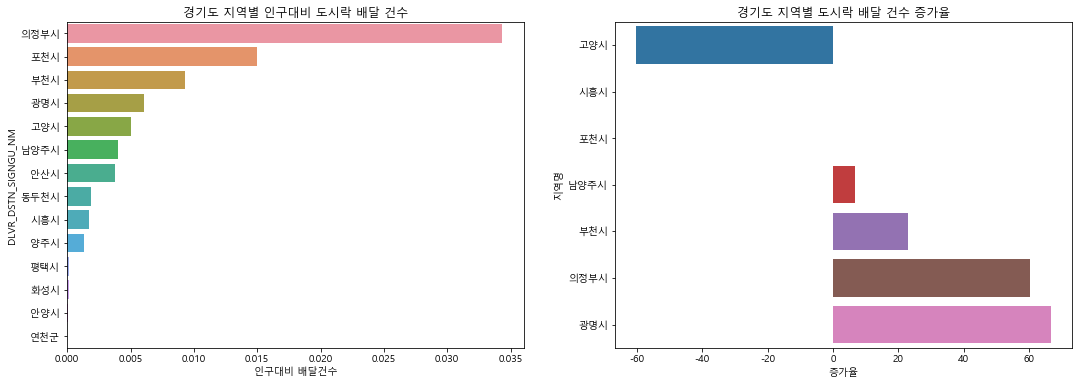 경기도 지역별 인구대비 도시락 배달 건수
의정부시
포천시
부천시
광명시
고양시
남양주시
안산시
동두천시
시흥시
양주시
평택시
화성시
안양시
연천군
DLVR_DSTN_SIGNGU_NM
0.000 0.005 0.010 0.015 0.020 0.025 0.030 0.035
인구대비 배달건수
경기도 지역별 도시락 배달 건수 증가율
고양시
시흥시
포천시
남양주시
부천시
의정부시
광명시
지역명
-60 -40 -20 0 20 40 60
증가율